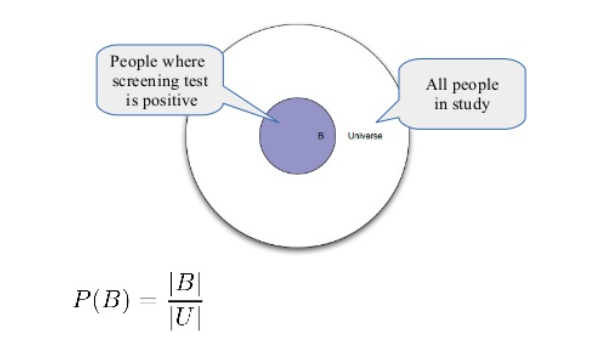 People where
screening test
is positive
All people
in study
B
Universe
P(B) = |B| / |U|